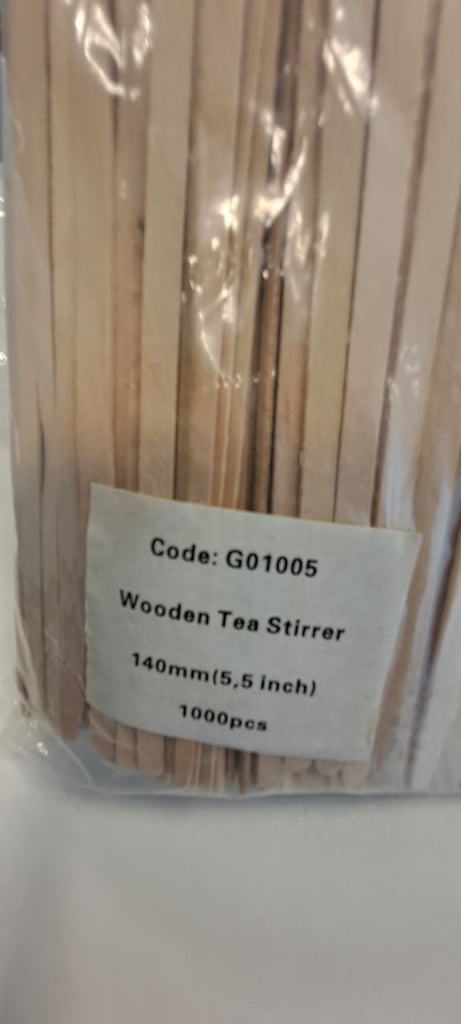 Code: G01005
Wooden Tea Stirrer
140mm(5,5 inch)
1000pcs